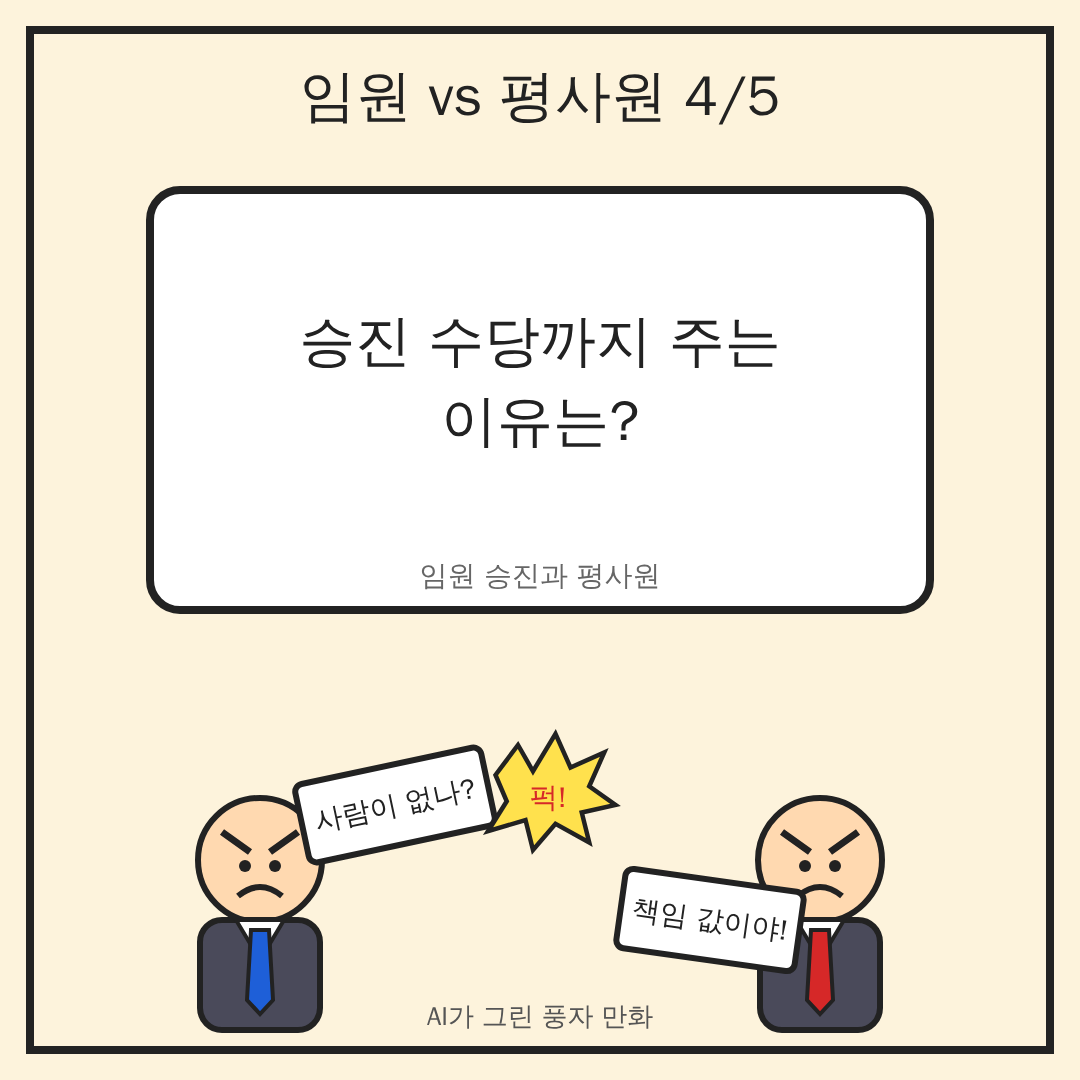 임원 vs 평사원 4/5
승진 수당까지 주는
이유는?
임원 승진과 평사원
사람이 없나?
퍽!
책임 값이야!
AI가 그린 풍자 만화